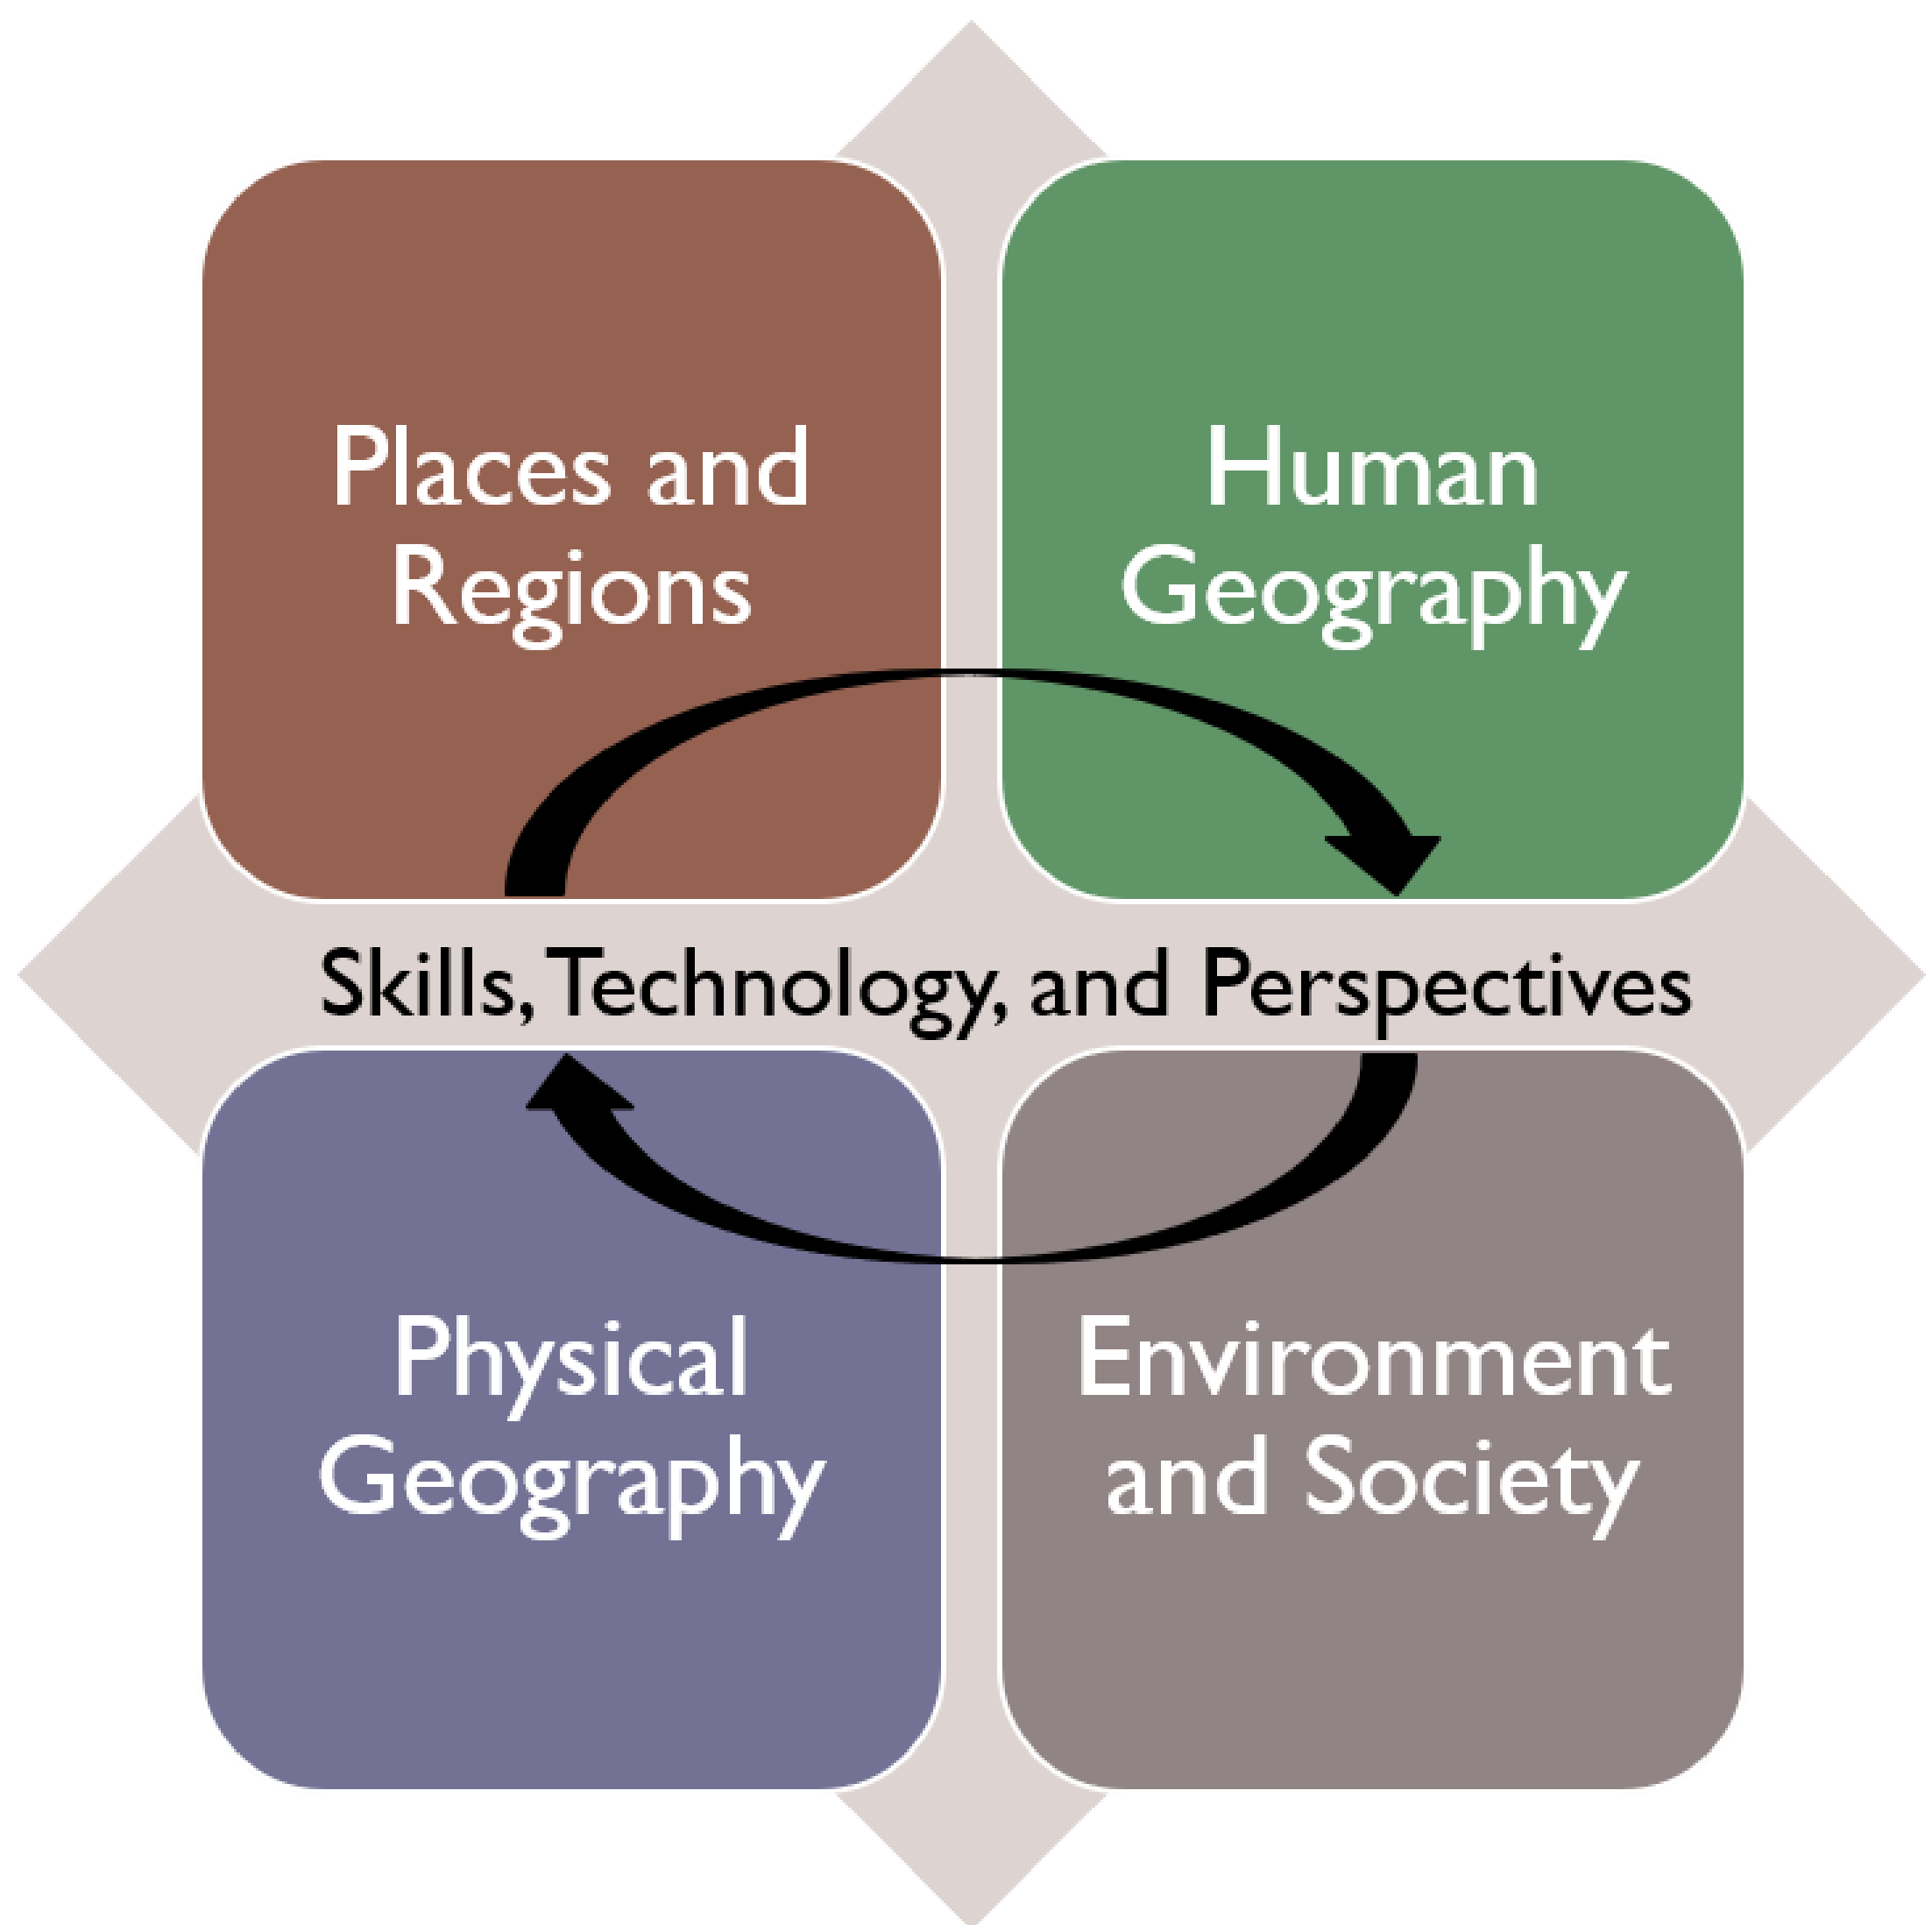 Places and
Regions
Human
Geography
Skills, Technology, and Perspectives
Physical
Geography
Environment
and Society